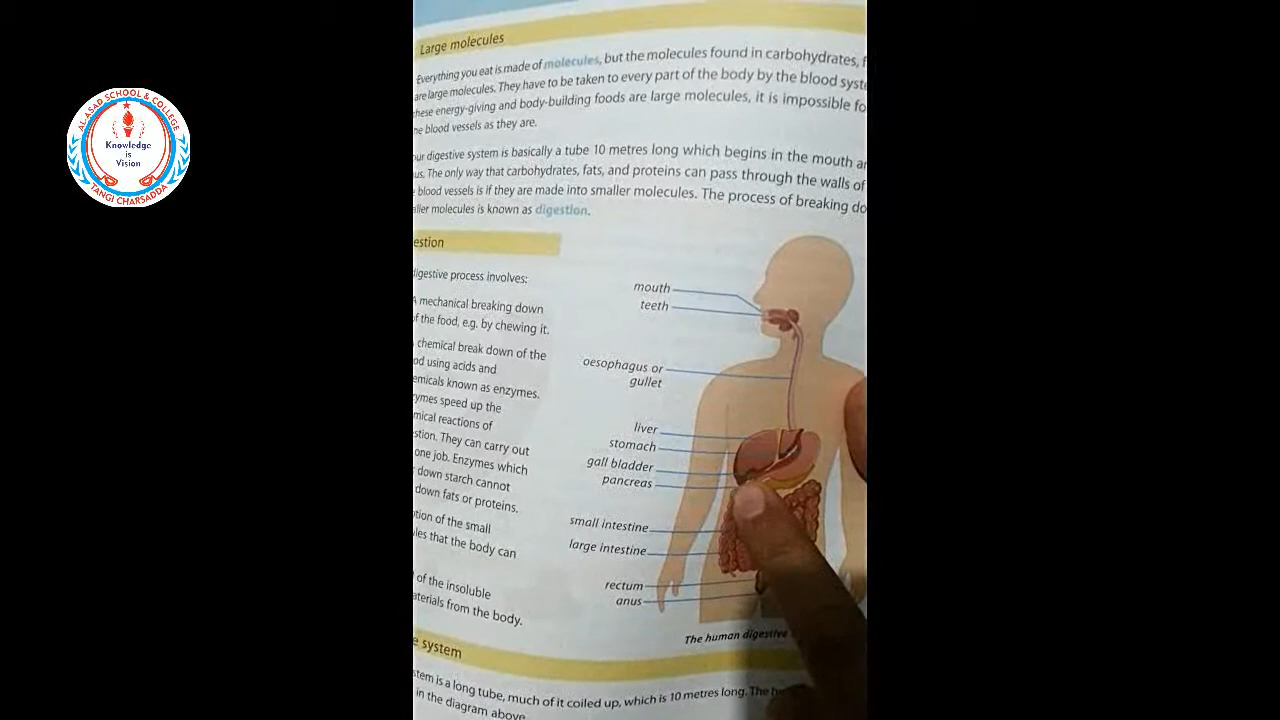 AL-ASAD SCHOOL & COLLEGE
Knowledge
is
Vision
TANGI CHARSADDA
Large molecules
Everything you eat is made of molecules, but the molecules found in carbohydrates,
are large molecules. They have to be taken to every part of the body by the blood
these energy-giving and body-building foods are large molecules, it is impossible
blood vessels as they are.
digestive system is basically a tube 10 metres long which begins in the mouth
The only way that carbohydrates, fats, and proteins can pass through the walls of
blood vessels is if they are made into smaller molecules. The process of breaking
molecules is known as digestion.
estion
digestive process involves:
A mechanical breaking down
of the food, e.g. by chewing it.
chemical break down of the
using acids and
emicals known as enzymes.
zymes speed up the
mical reactions of
stion. They can carry out
one job. Enzymes which
down starch cannot
down fats or proteins.
tion of the small
les that the body can
of the insoluble
aterials from the body.
mouth
teeth
oesophagus or
gullet
liver
stomach
gall bladder
pancreas
small intestine
large intestine
rectum
anus
The human digestive
system
stem is a long tube, much of it coiled up, which is 10 metres long. The
in the diagram above